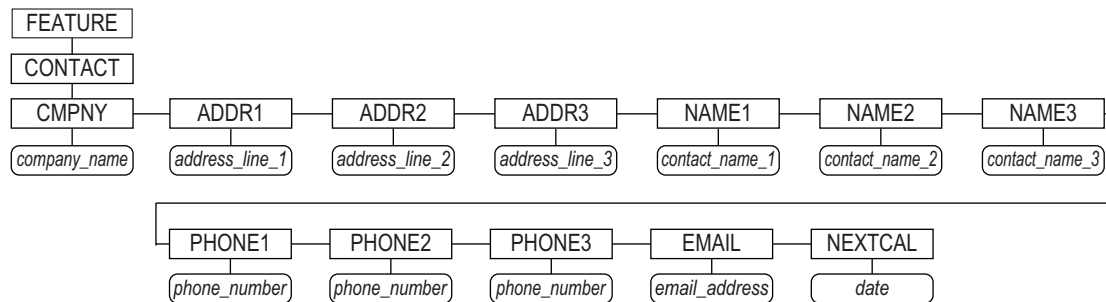 FEATURE
CONTACT
CMPNY ADDR1 ADDR2 ADDR3 NAME1 NAME2 NAME3
company_name address_line_1 address_line_2 address_line_3 contact_name_1 contact_name_2 contact_name_3
PHONE1 PHONE2 PHONE3 EMAIL NEXTCAL
phone_number phone_number phone_number email_address date